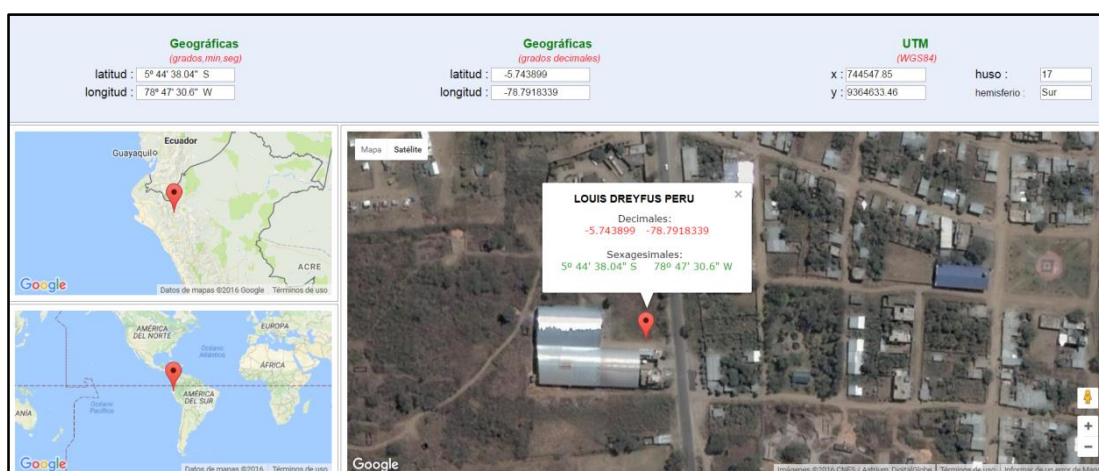 Geográficas
(grados,min,seg)
latitud : 5º 44' 38.04" S
longitud : 78º 47' 30.6" W
Geográficas
(grados decimales)
latitud : -5.743899
longitud : -78.7918339
UTM
(WGS84)
x : 744547.85 huso : 17
y : 9364633.46 hemisferio : Sur
Ecuador
Guayaquil
ACRE
Google
Datos de mapas ©2016 Google Términos de uso
AMÉRICA
DEL NORTE
EUROPA
Océano
Atlántico
ÁFRICA
Océano
Pacífico
AMÉRICA
DEL SUR
ANÍA
Google
Datos de mapas ©2016 Términos de uso
Mapa Satélite
LOUIS DREYFUS PERU ×
Decimales:
-5.743899 -78.7918339
Sexagesimales:
5º 44' 38.04" S 78º 47' 30.6" W
+
−
Google
Imágenes ©2016 CNES / Astrium, DigitalGlobe Términos de uso Informar de un error de Maps